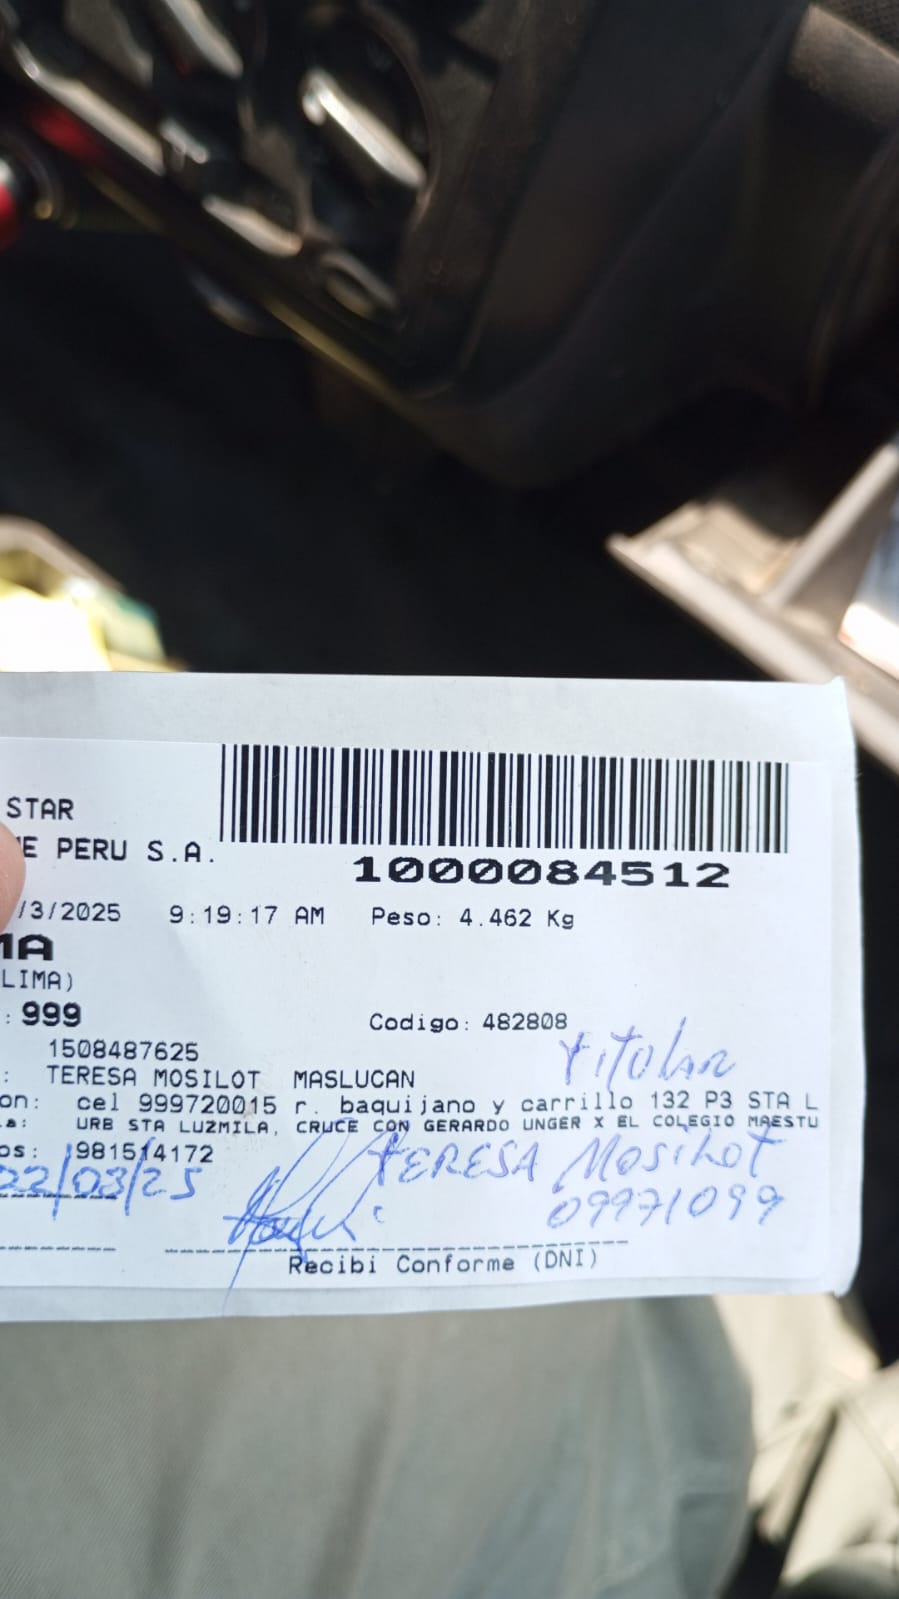 STAR
E PERU S.A.
1000084512
/3/2025 9:19:17 AM Peso: 4.462 Kg
MA
LIMA)
: 999 Codigo: 482808
1508487625 titolar
: TERESA MOSILOT MASLUCAN
on: cel 999720015 r. baquijano y carrillo 132 P3 STA L
a: URB STA LUZMILA, CRUCE CON GERARDO UNGER X EL COLEGIO MAESTU
os: 981514172
TERESA Mosilot
22/03/25
09971099
Recibi Conforme (DNI)